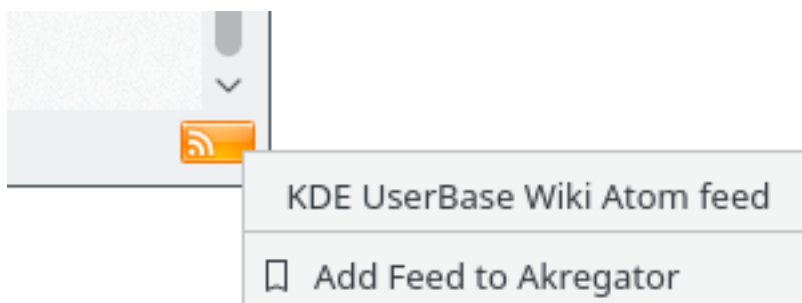 KDE UserBase Wiki Atom feed
Add Feed to Akregator